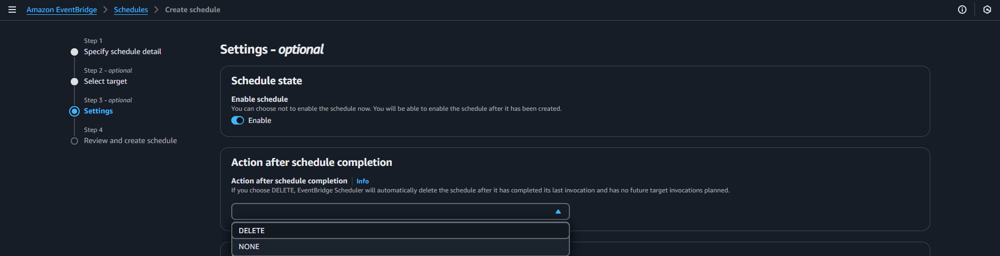 Amazon EventBridge > Schedules > Create schedule
Step 1
Specify schedule detail
Step 2 - optional
Select target
Step 3 - optional
Settings
Step 4
Review and create schedule
Settings - optional
Schedule state
Enable schedule
You can choose not to enable the schedule now. You will be able to enable the schedule after it has been created.
Enable
Action after schedule completion
Action after schedule completion | Info
If you choose DELETE, EventBridge Scheduler will automatically delete the schedule after it has completed its last invocation and has no future target invocations planned.
DELETE
NONE